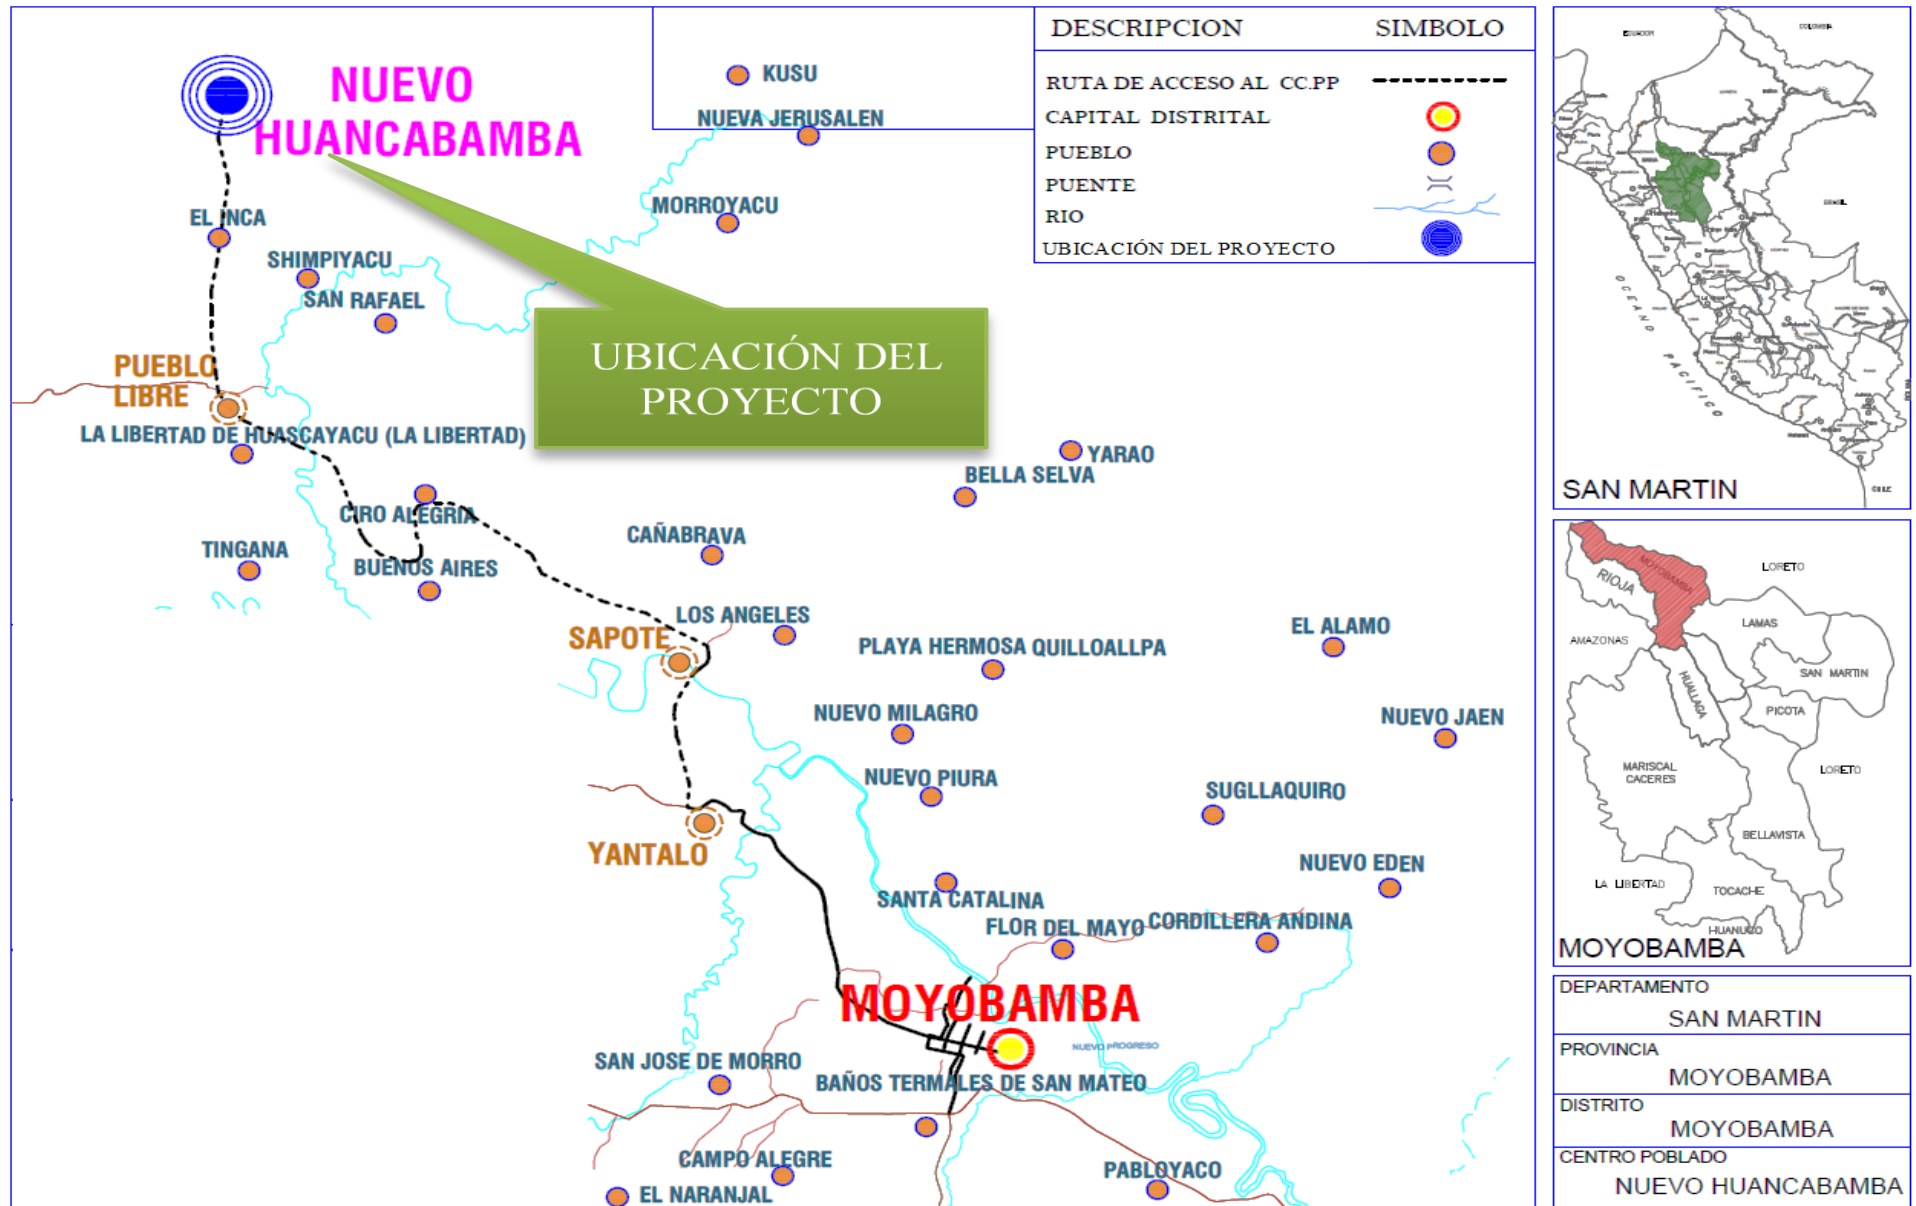 NUEVO
HUANCABAMBA
KUSU
NUEVA JERUSALEN
MORROYACU
EL INCA
SHIMPIYACU
SAN RAFAEL
UBICACIÓN DEL
PROYECTO
PUEBLO
LIBRE
LA LIBERTAD DE HUASCAYACU (LA LIBERTAD)
YARAO
BELLA SELVA
CIRO ALEGRIA
CAÑABRAVA
TINGANA
BUENOS AIRES
LOS ANGELES
SAPOTE
EL ALAMO
PLAYA HERMOSA QUILLOALLPA
NUEVO MILAGRO
NUEVO JAEN
NUEVO PIURA
SUGLLAQUIRO
YANTALO
NUEVO EDEN
SANTA CATALINA
FLOR DEL MAYO
CORDILLERA ANDINA
MOYOBAMBA
NUEVO PROGRESO
SAN JOSE DE MORRO
BAÑOS TERMALES DE SAN MATEO
CAMPO ALEGRE
PABLOYACO
EL NARANJAL
DESCRIPCION SIMBOLO
RUTA DE ACCESO AL CC.PP
CAPITAL DISTRITAL
PUEBLO
PUENTE
RIO
UBICACIÓN DEL PROYECTO
ECUADOR
COLOMBIA
BRASIL
OCEANO PACIFICO
CHILE
SAN MARTIN
LORETO
MOYOBAMBA
RIOJA
LAMAS
AMAZONAS
SAN MARTIN
HUALLAGA
PICOTA
MARISCAL
CACERES
LORETO
BELLAVISTA
LA LIBERTAD
TOCACHE
HUANUCO
MOYOBAMBA
DEPARTAMENTO
SAN MARTIN
PROVINCIA
MOYOBAMBA
DISTRITO
MOYOBAMBA
CENTRO POBLADO
NUEVO HUANCABAMBA